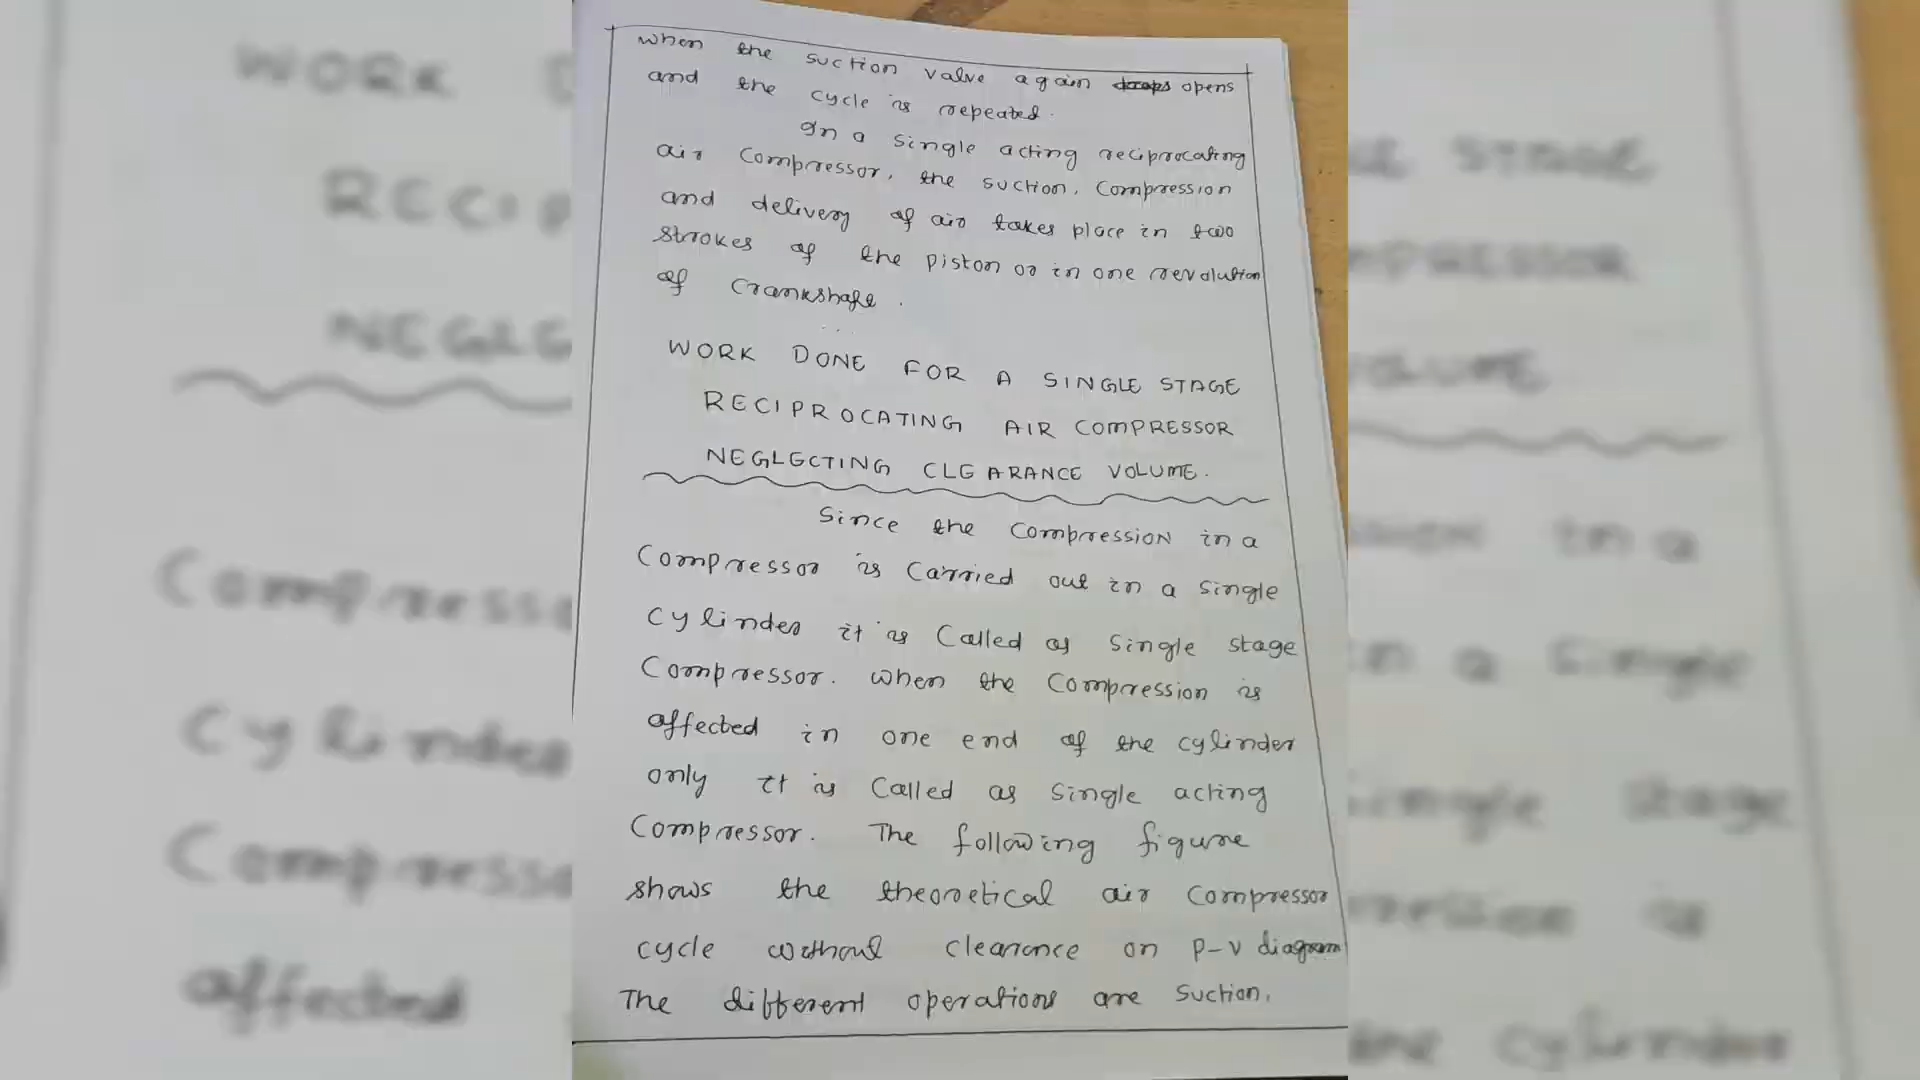 when the suction valve again drops opens
and the cycle is repeated.
In a single acting reciprocating
air compressor, the suction, compression
and delivery of air takes place in two
strokes of the piston or in one revolution
of crankshaft.
WORK DONE FOR A SINGLE STAGE
RECIPROCATING AIR COMPRESSOR
NEGLECTING CLEARANCE VOLUME.
Since the compression in a
compressor is carried out in a single
cylinder it is called as single stage
compressor. when the compression is
affected in one end of the cylinder
only it is called as single acting
compressor. The following figure
shows the theoretical air compressor
cycle without clearance on P-V diagram
The different operations are suction,